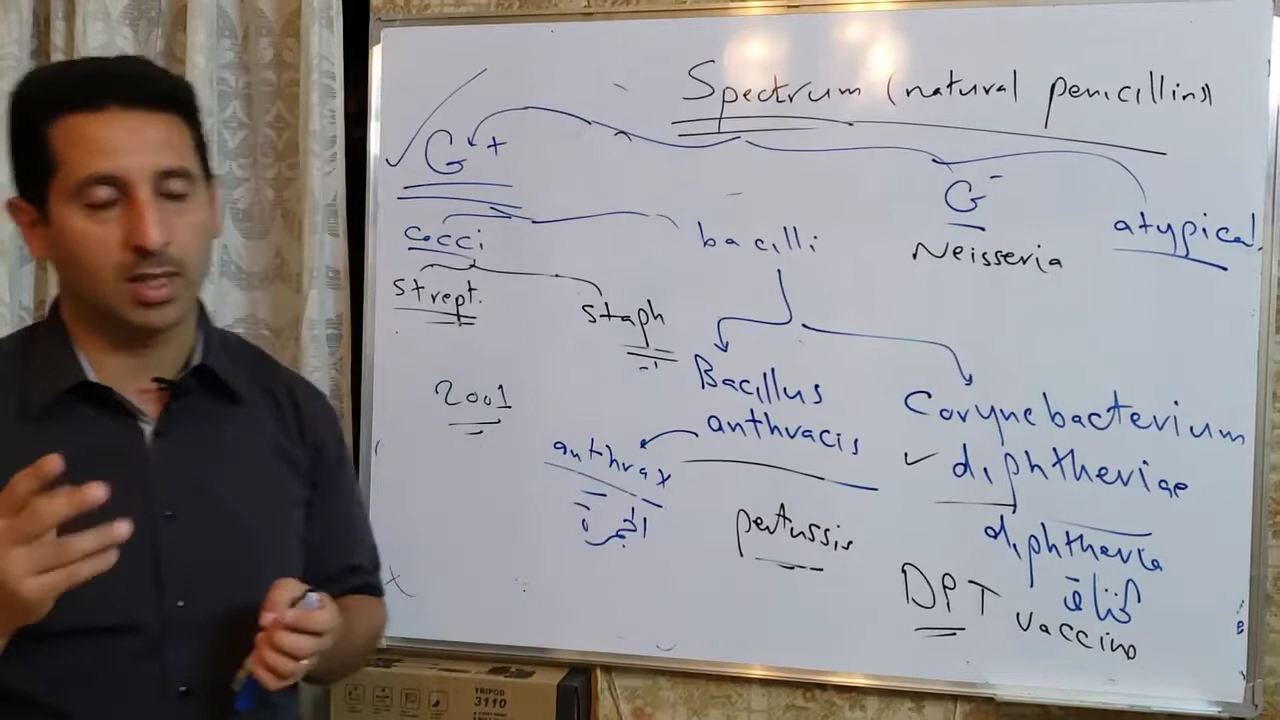 Spectrum (natural penicillins)
G+
G-
atypical
cocci
bacilli
Neisseria
strept.
staph
Bacillus
anthracis
Corynebacterium
diphtheriae
2001
anthrax
الجمرة
pertussis
diphtheria
DPT
vaccine
TRIPOD
3110